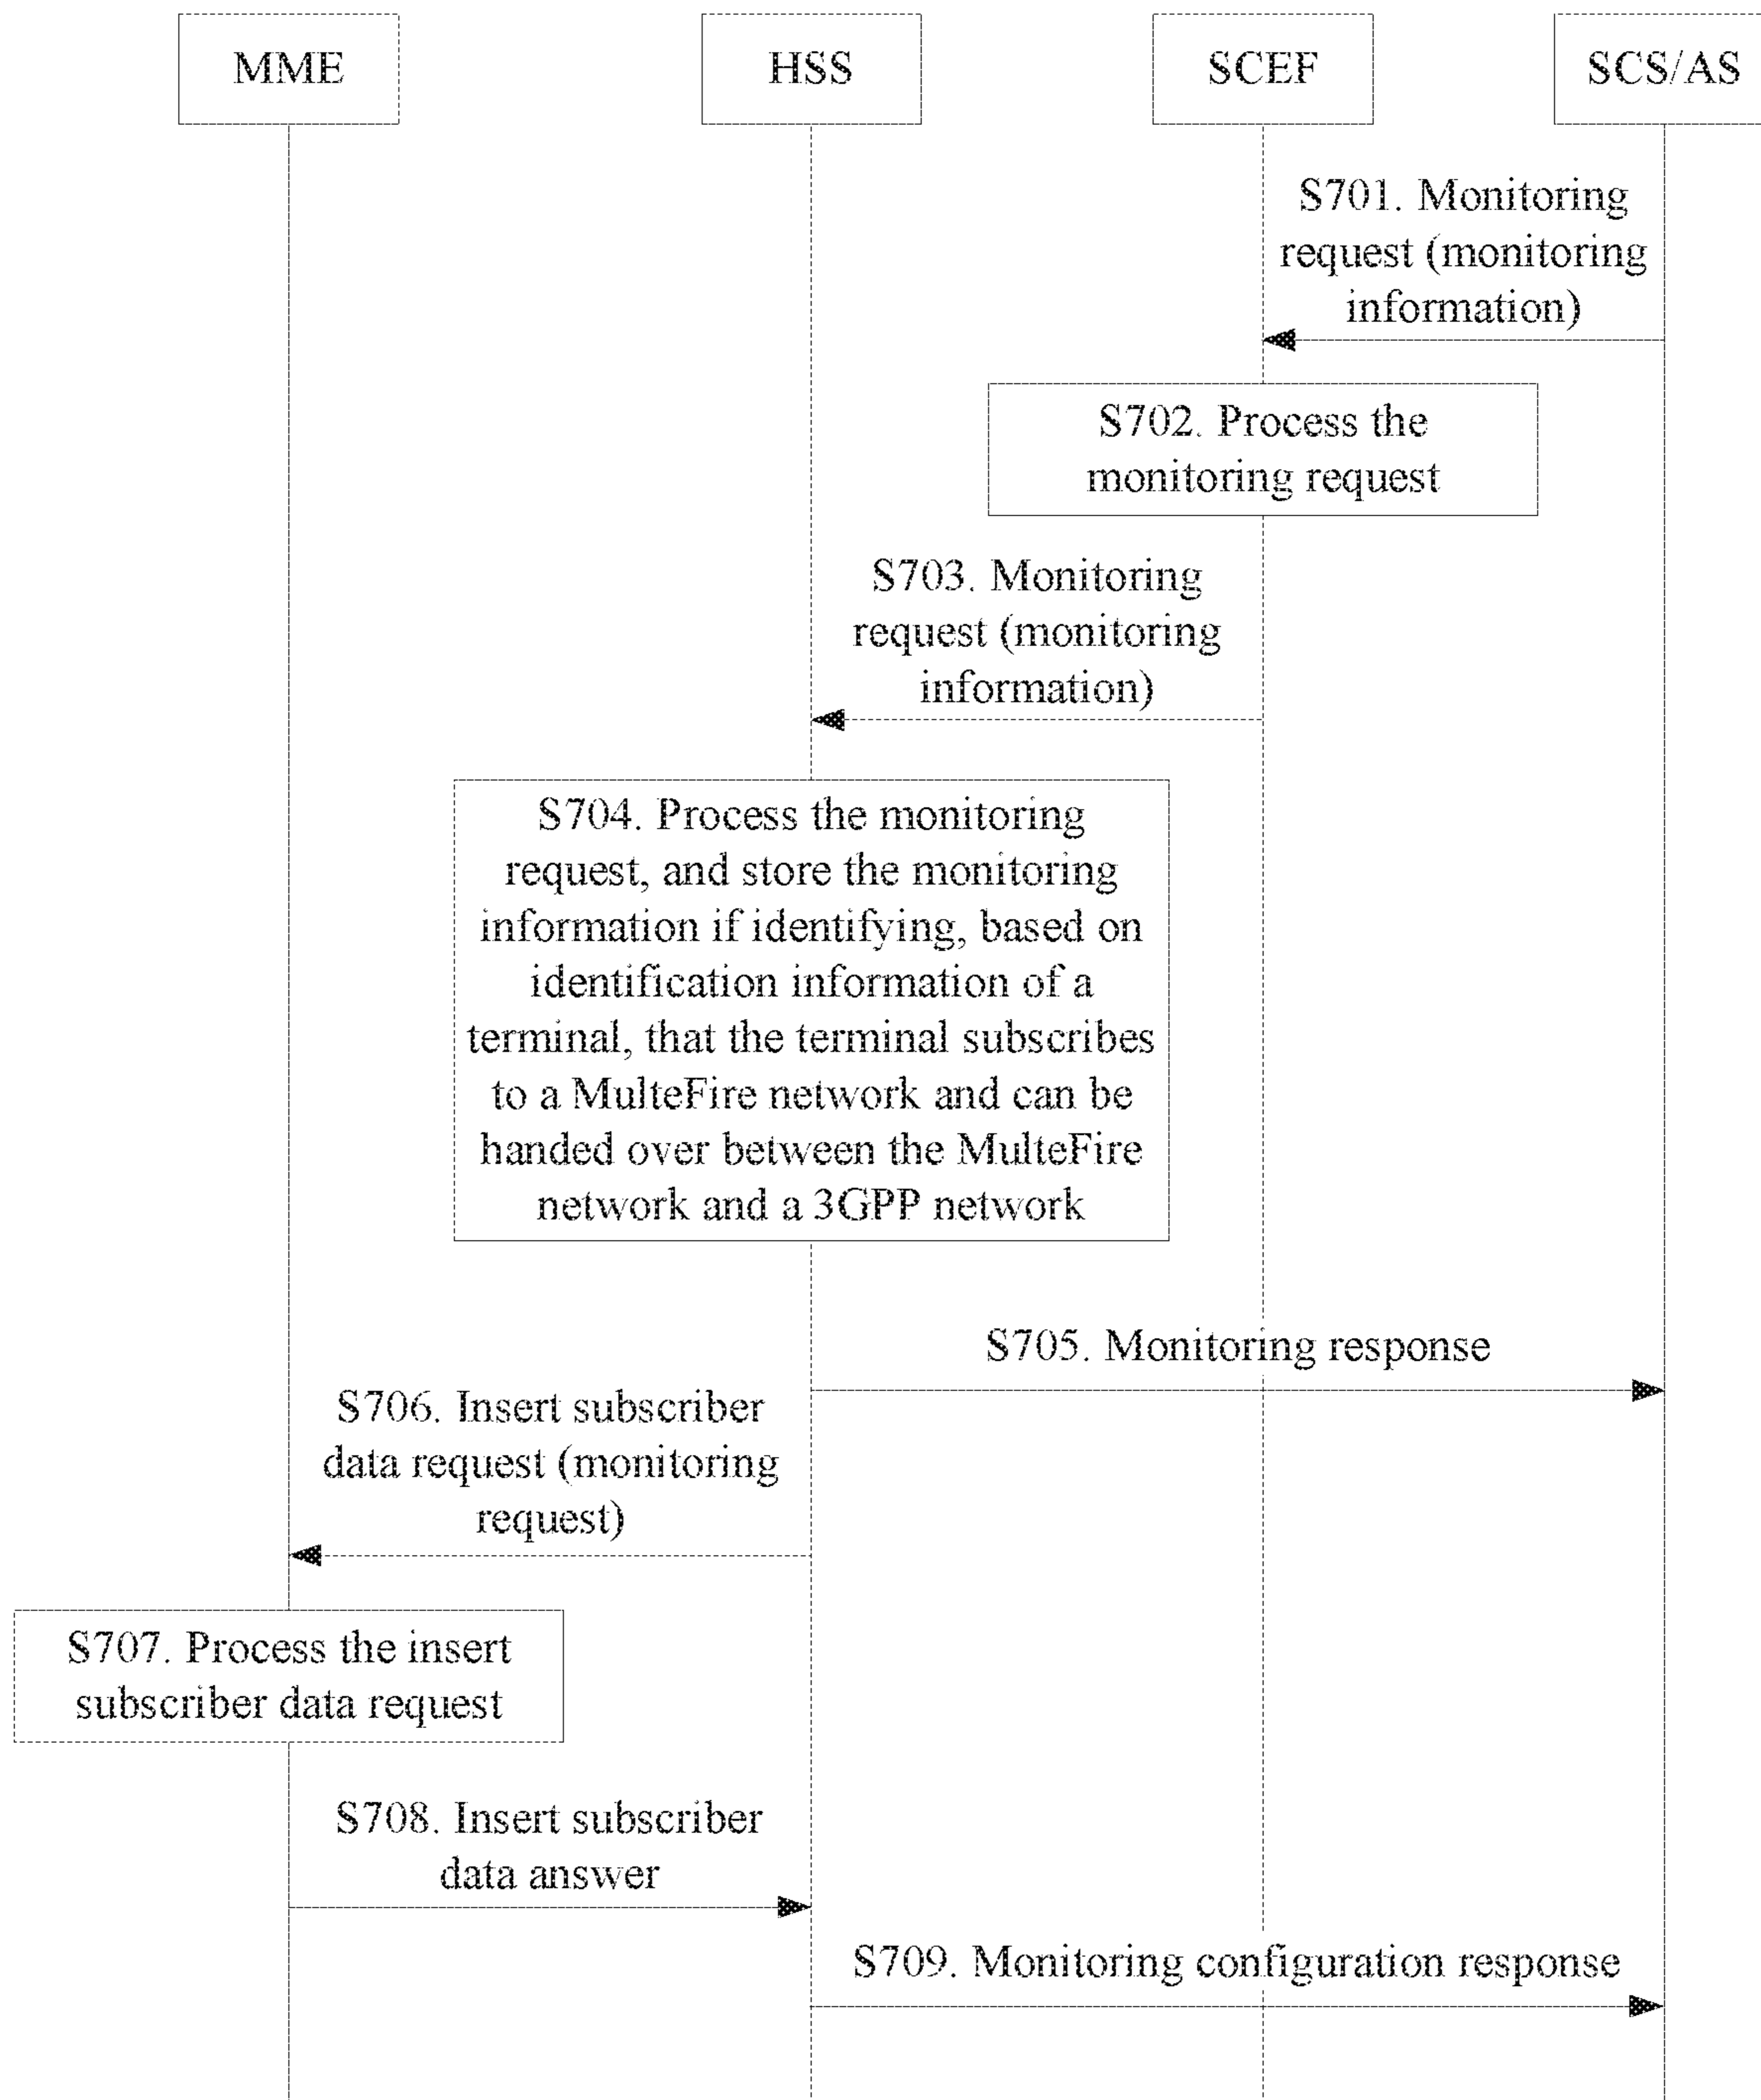 MME
HSS
SCEF
SCS/AS
S701. Monitoring
request (monitoring
information)
S702. Process the
monitoring request
S703. Monitoring
request (monitoring
information)
S704. Process the monitoring
request, and store the monitoring
information if identifying, based on
identification information of a
terminal, that the terminal subscribes
to a MulteFire network and can be
handed over between the MulteFire
network and a 3GPP network
S705. Monitoring response
S706. Insert subscriber
data request (monitoring
request)
S707. Process the insert
subscriber data request
S708. Insert subscriber
data answer
S709. Monitoring configuration response